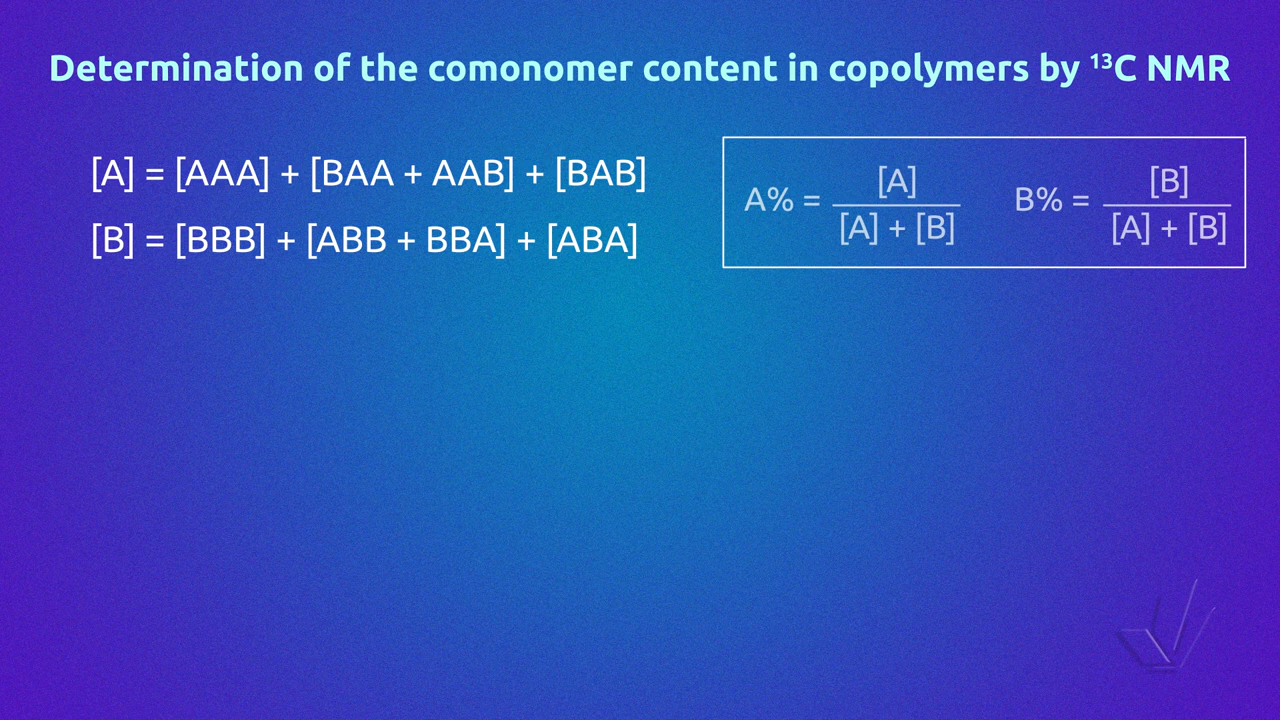 Determination of the comonomer content in copolymers by ¹³C NMR
[A] = [AAA] + [BAA + AAB] + [BAB]
[B] = [BBB] + [ABB + BBA] + [ABA]
A% = [A] / [A] + [B]
B% = [B] / [A] + [B]